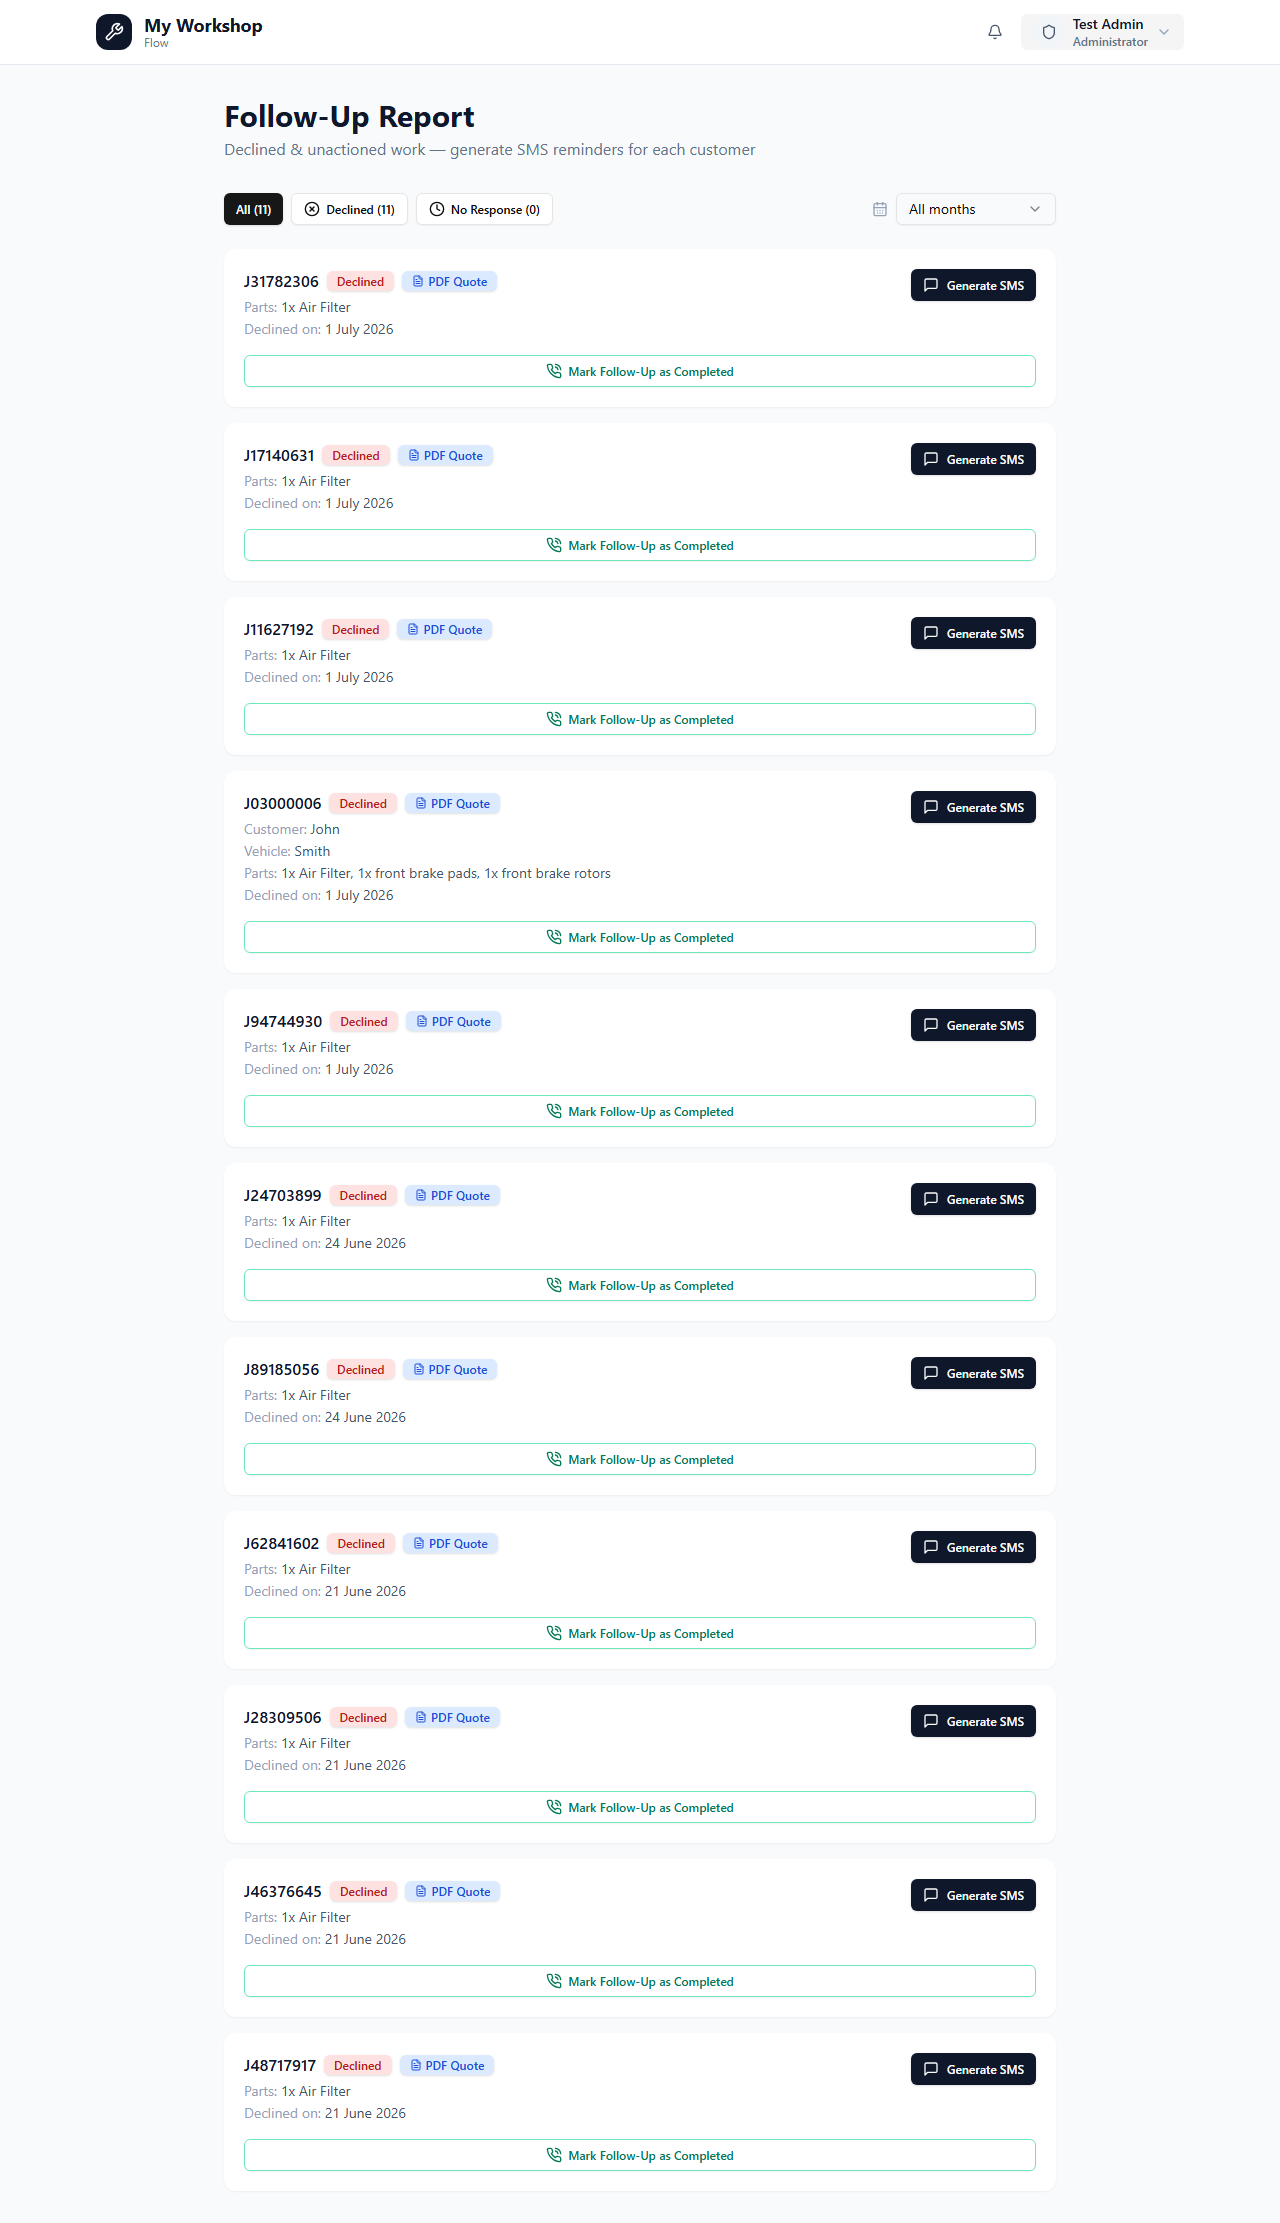 My Workshop
Flow
Test Admin
Administrator
Follow-Up Report
Declined & unactioned work — generate SMS reminders for each customer
All (11)
Declined (11)
No Response (0)
All months
J31782306 Declined PDF Quote
Generate SMS
Parts: 1x Air Filter
Declined on: 1 July 2026
Mark Follow-Up as Completed
J17140631 Declined PDF Quote
Generate SMS
Parts: 1x Air Filter
Declined on: 1 July 2026
Mark Follow-Up as Completed
J11627192 Declined PDF Quote
Generate SMS
Parts: 1x Air Filter
Declined on: 1 July 2026
Mark Follow-Up as Completed
J03000006 Declined PDF Quote
Generate SMS
Customer: John
Vehicle: Smith
Parts: 1x Air Filter, 1x front brake pads, 1x front brake rotors
Declined on: 1 July 2026
Mark Follow-Up as Completed
J94744930 Declined PDF Quote
Generate SMS
Parts: 1x Air Filter
Declined on: 1 July 2026
Mark Follow-Up as Completed
J24703899 Declined PDF Quote
Generate SMS
Parts: 1x Air Filter
Declined on: 24 June 2026
Mark Follow-Up as Completed
J89185056 Declined PDF Quote
Generate SMS
Parts: 1x Air Filter
Declined on: 24 June 2026
Mark Follow-Up as Completed
J62841602 Declined PDF Quote
Generate SMS
Parts: 1x Air Filter
Declined on: 21 June 2026
Mark Follow-Up as Completed
J28309506 Declined PDF Quote
Generate SMS
Parts: 1x Air Filter
Declined on: 21 June 2026
Mark Follow-Up as Completed
J46376645 Declined PDF Quote
Generate SMS
Parts: 1x Air Filter
Declined on: 21 June 2026
Mark Follow-Up as Completed
J48717917 Declined PDF Quote
Generate SMS
Parts: 1x Air Filter
Declined on: 21 June 2026
Mark Follow-Up as Completed